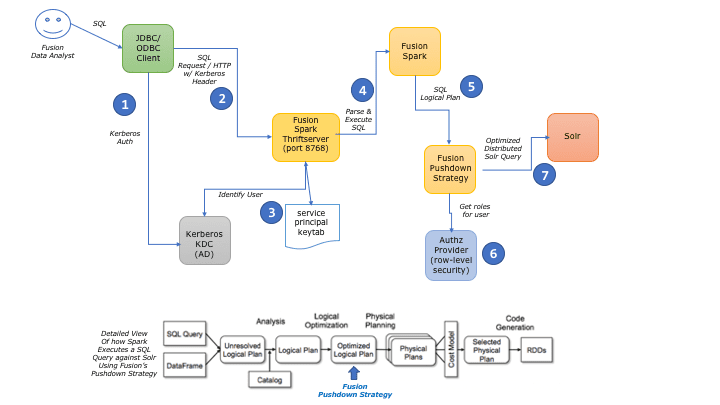 SQL
Fusion
Data Analyst
JDBC/
ODBC
Client
SQL
Request / HTTP
w/ Kerberos
Header
1
2
Kerberos
Auth
Fusion
Spark
Thriftserver
(port 8768)
Identify User
3
service
principal
keytab
Kerberos
KDC
(AD)
4
Parse &
Execute
SQL
Fusion
Spark
5
SQL
Logical Plan
Fusion
Pushdown
Strategy
Optimized
Distributed
Solr Query
7
Solr
Get roles
for user
Authz
Provider
(row-level
security)
6
Detailed View
Of how Spark
Executes a SQL
Query against Solr
Using Fusion's
Pushdown Strategy
SQL Query
DataFrame
Analysis
Unresolved
Logical Plan
Catalog
Logical Plan
Logical
Optimization
Optimized
Logical Plan
Fusion
Pushdown Strategy
Physical
Planning
Physical
Plans
Cost Model
Selected
Physical
Plan
Code
Generation
RDDs